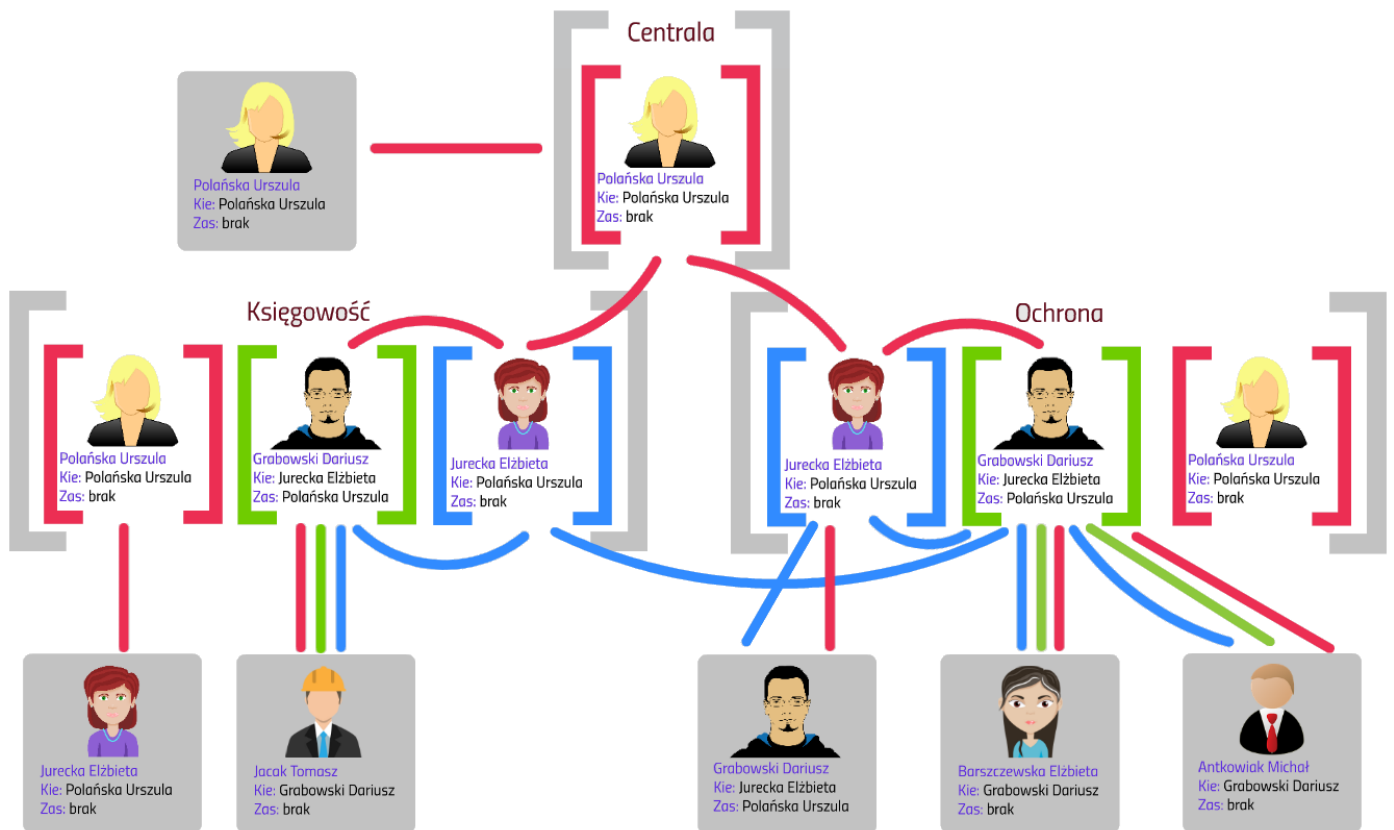 Centrala
Polańska Urszula
Kie: Polańska Urszula
Zas: brak
Polańska Urszula
Kie: Polańska Urszula
Zas: brak
Księgowość
Polańska Urszula
Kie: Polańska Urszula
Zas: brak
Grabowski Dariusz
Kie: Jurecka Elżbieta
Zas: Polańska Urszula
Jurecka Elżbieta
Kie: Polańska Urszula
Zas: brak
Ochrona
Jurecka Elżbieta
Kie: Polańska Urszula
Zas: brak
Grabowski Dariusz
Kie: Jurecka Elżbieta
Zas: Polańska Urszula
Polańska Urszula
Kie: Polańska Urszula
Zas: brak
Jurecka Elżbieta
Kie: Polańska Urszula
Zas: brak
Jacak Tomasz
Kie: Grabowski Dariusz
Zas: brak
Grabowski Dariusz
Kie: Jurecka Elżbieta
Zas: Polańska Urszula
Barszczewska Elżbieta
Kie: Grabowski Dariusz
Zas: brak
Antkowiak Michał
Kie: Grabowski Dariusz
Zas: brak